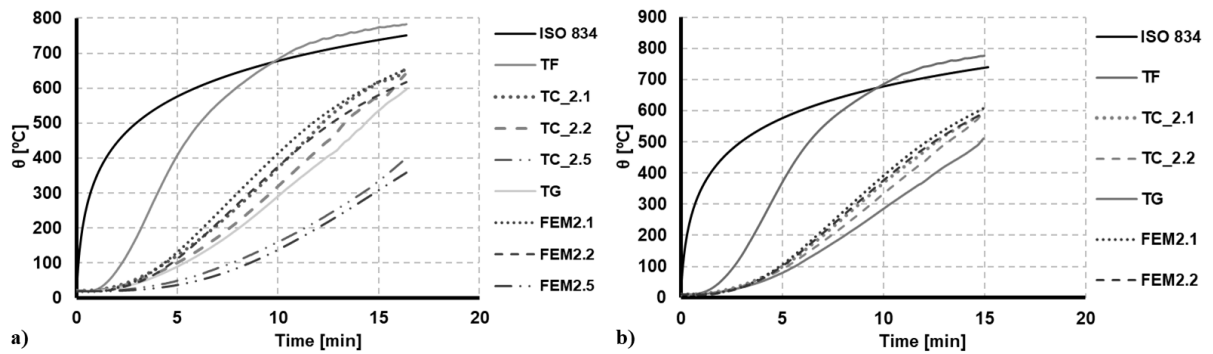 800
700
600
500
400
300
200
100
0
θ [ºC]
0 5 10 15 20
Time [min]
a)
ISO 834
TF
TC_2.1
TC_2.2
TC_2.5
TG
FEM2.1
FEM2.2
FEM2.5
900
800
700
600
500
400
300
200
100
0
θ [ºC]
0 5 10 15 20
Time [min]
b)
ISO 834
TF
TC_2.1
TC_2.2
TG
FEM2.1
FEM2.2